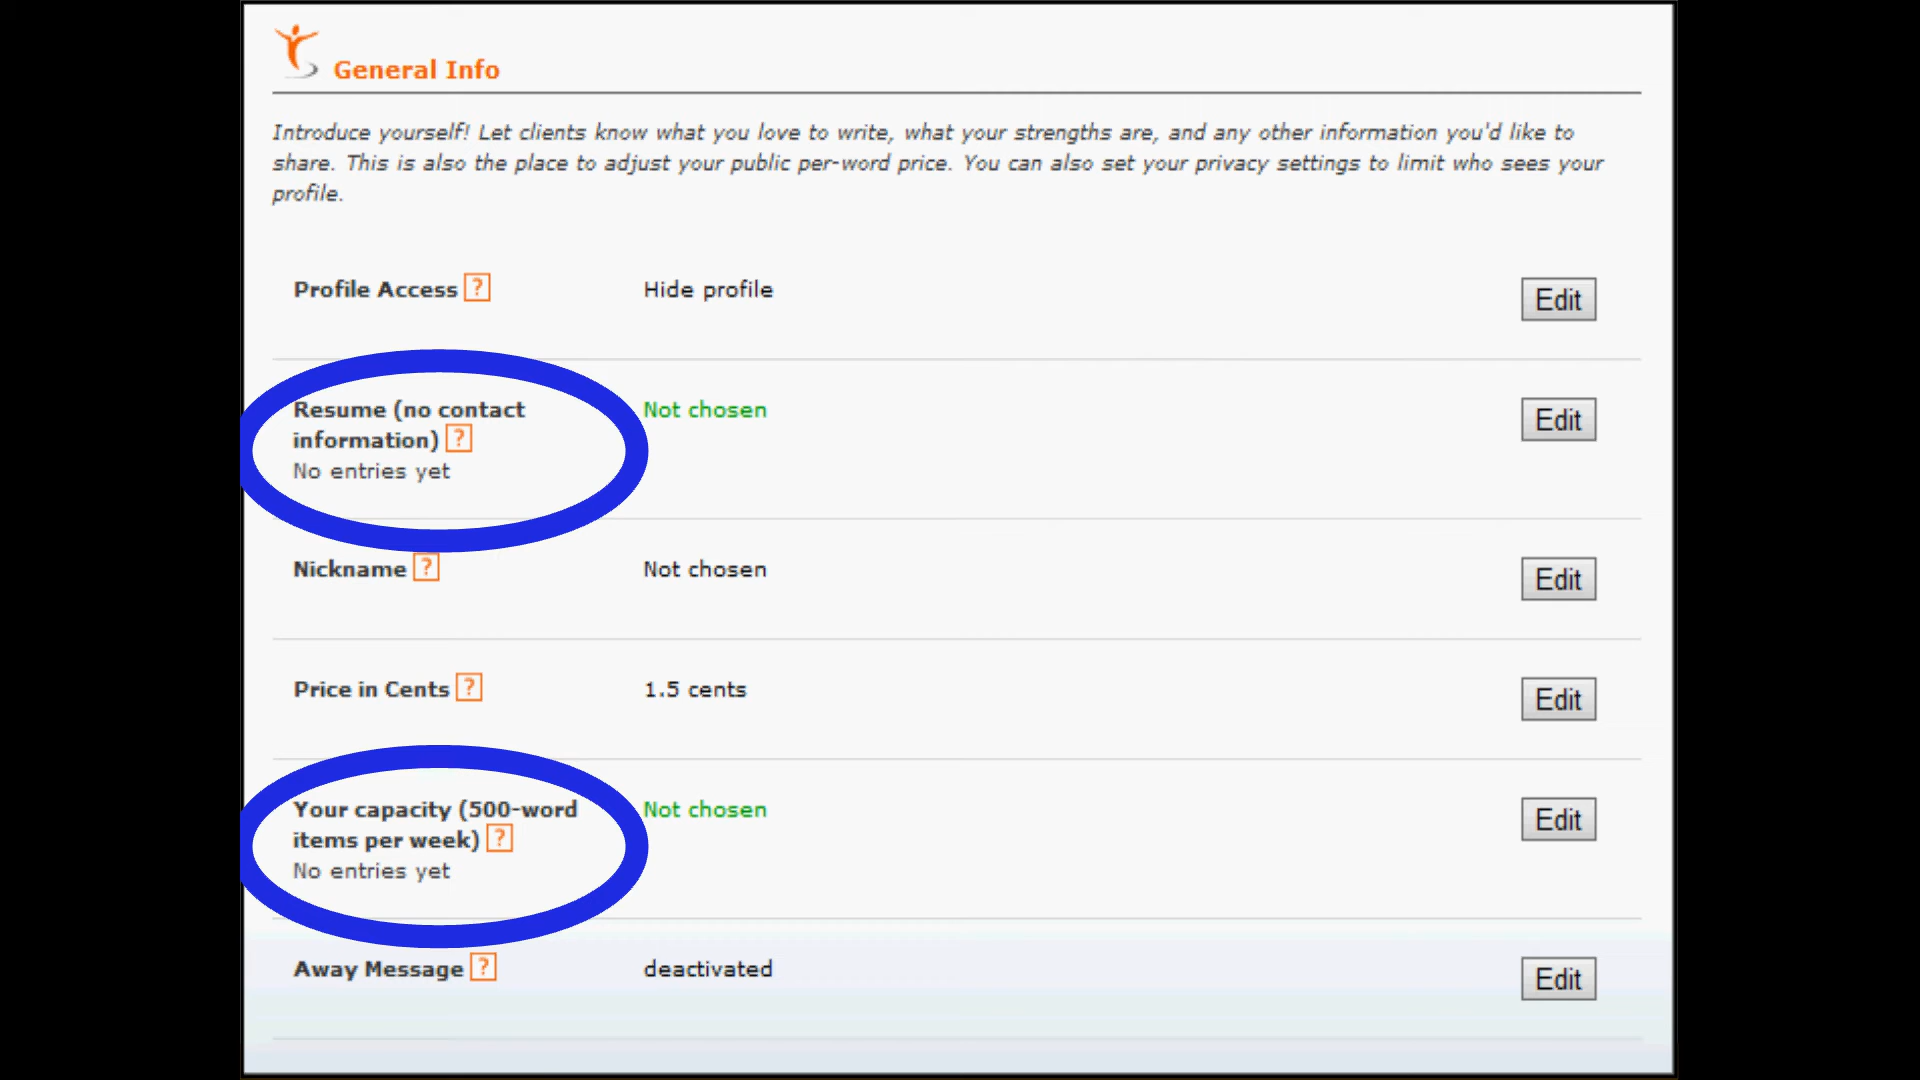 General Info
Introduce yourself! Let clients know what you love to write, what your strengths are, and any other information you'd like to
share. This is also the place to adjust your public per-word price. You can also set your privacy settings to limit who sees your
profile.
Profile Access ? Hide profile Edit
Resume (no contact Not chosen Edit
information) ?
No entries yet
Nickname ? Not chosen Edit
Price in Cents ? 1.5 cents Edit
Your capacity (500-word Not chosen Edit
items per week) ?
No entries yet
Away Message ? deactivated Edit